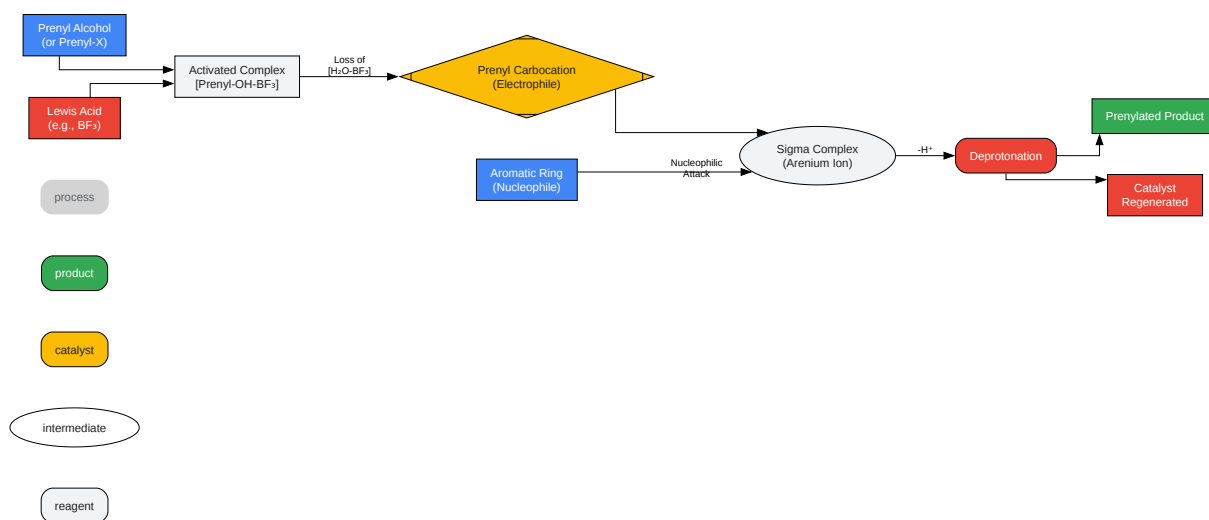 Prenyl Alcohol
(or Prenyl-X)
Lewis Acid
(e.g., BF₃)
Activated Complex
[Prenyl-OH-BF₃]
Loss of
[H₂O-BF₃]
Prenyl Carbocation
(Electrophile)
Aromatic Ring
(Nucleophile)
Nucleophilic
Attack
Sigma Complex
(Arenium Ion)
-H⁺
Deprotonation
Prenylated Product
Catalyst
Regenerated
process
product
catalyst
intermediate
reagent